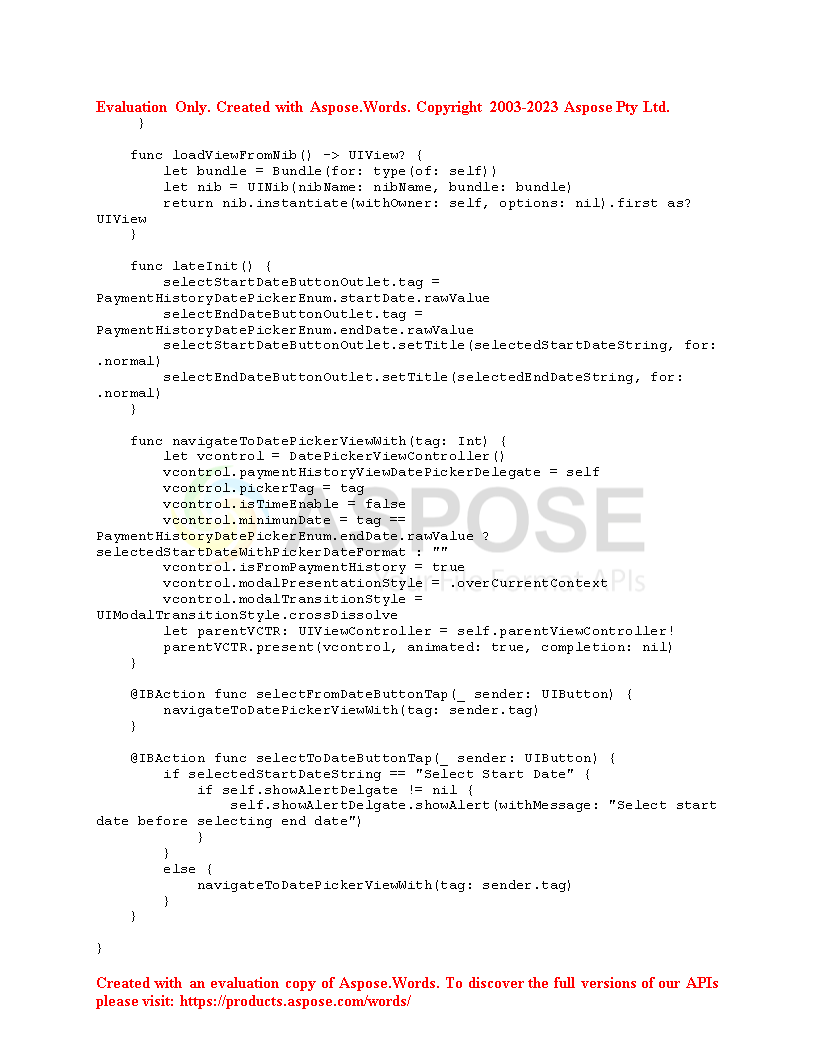 Evaluation Only. Created with Aspose.Words. Copyright 2003-2023 Aspose Pty Ltd.
}
func loadViewFromNib() -> UIView? {
let bundle = Bundle(for: type(of: self))
let nib = UINib(nibName: nibName, bundle: bundle)
return nib.instantiate(withOwner: self, options: nil).first as?
UIView
}
func lateInit() {
selectStartDateButtonOutlet.tag =
PaymentHistoryDatePickerEnum.startDate.rawValue
selectEndDateButtonOutlet.tag =
PaymentHistoryDatePickerEnum.endDate.rawValue
selectStartDateButtonOutlet.setTitle(selectedStartDateString, for:
.normal)
selectEndDateButtonOutlet.setTitle(selectedEndDateString, for:
.normal)
}
func navigateToDatePickerViewWith(tag: Int) {
let vcontrol = DatePickerViewController()
vcontrol.paymentHistoryViewDatePickerDelegate = self
vcontrol.pickerTag = tag
vcontrol.isTimeEnable = false
vcontrol.minimunDate = tag ==
PaymentHistoryDatePickerEnum.endDate.rawValue ?
selectedStartDateWithPickerDateFormat : ""
vcontrol.isFromPaymentHistory = true
vcontrol.modalPresentationStyle = .overCurrentContext
vcontrol.modalTransitionStyle =
UIModalTransitionStyle.crossDissolve
let parentVCTR: UIViewController = self.parentViewController!
parentVCTR.present(vcontrol, animated: true, completion: nil)
}
@IBAction func selectFromDateButtonTap(_ sender: UIButton) {
navigateToDatePickerViewWith(tag: sender.tag)
}
@IBAction func selectToDateButtonTap(_ sender: UIButton) {
if selectedStartDateString == "Select Start Date" {
if self.showAlertDelgate != nil {
self.showAlertDelgate.showAlert(withMessage: "Select start
date before selecting end date")
}
}
else {
navigateToDatePickerViewWith(tag: sender.tag)
}
}
}
ASPOSE
File Format APIs
Created with an evaluation copy of Aspose.Words. To discover the full versions of our APIs
please visit: https://products.aspose.com/words/